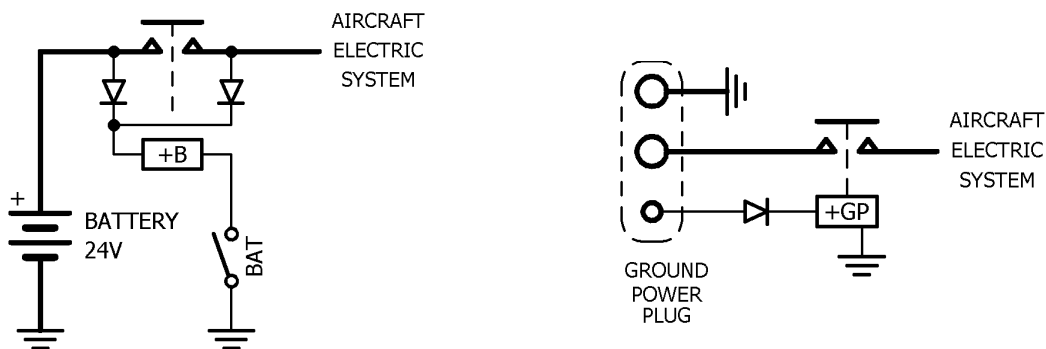 AIRCRAFT
ELECTRIC
SYSTEM
+B
+
BATTERY
24V
BAT
AIRCRAFT
ELECTRIC
SYSTEM
+GP
GROUND
POWER
PLUG